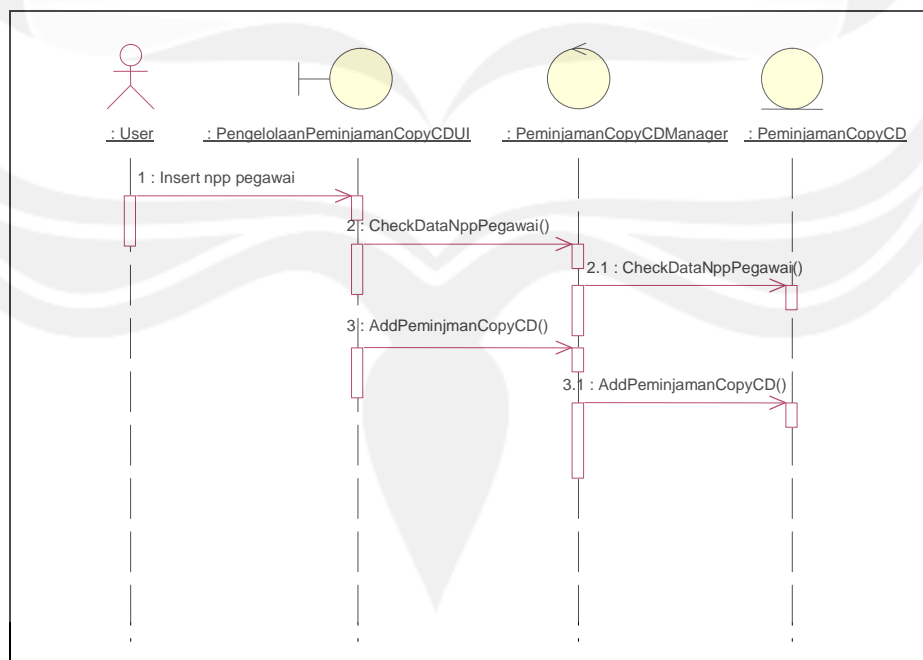 : User
: PengelolaanPeminjamanCopyCDUI
: PeminjamanCopyCDManager
: PeminjamanCopyCD
1 : Insert npp pegawai
2 : CheckDataNppPegawai()
2.1 : CheckDataNppPegawai()
3 : AddPeminjmanCopyCD()
3.1 : AddPeminjamanCopyCD()